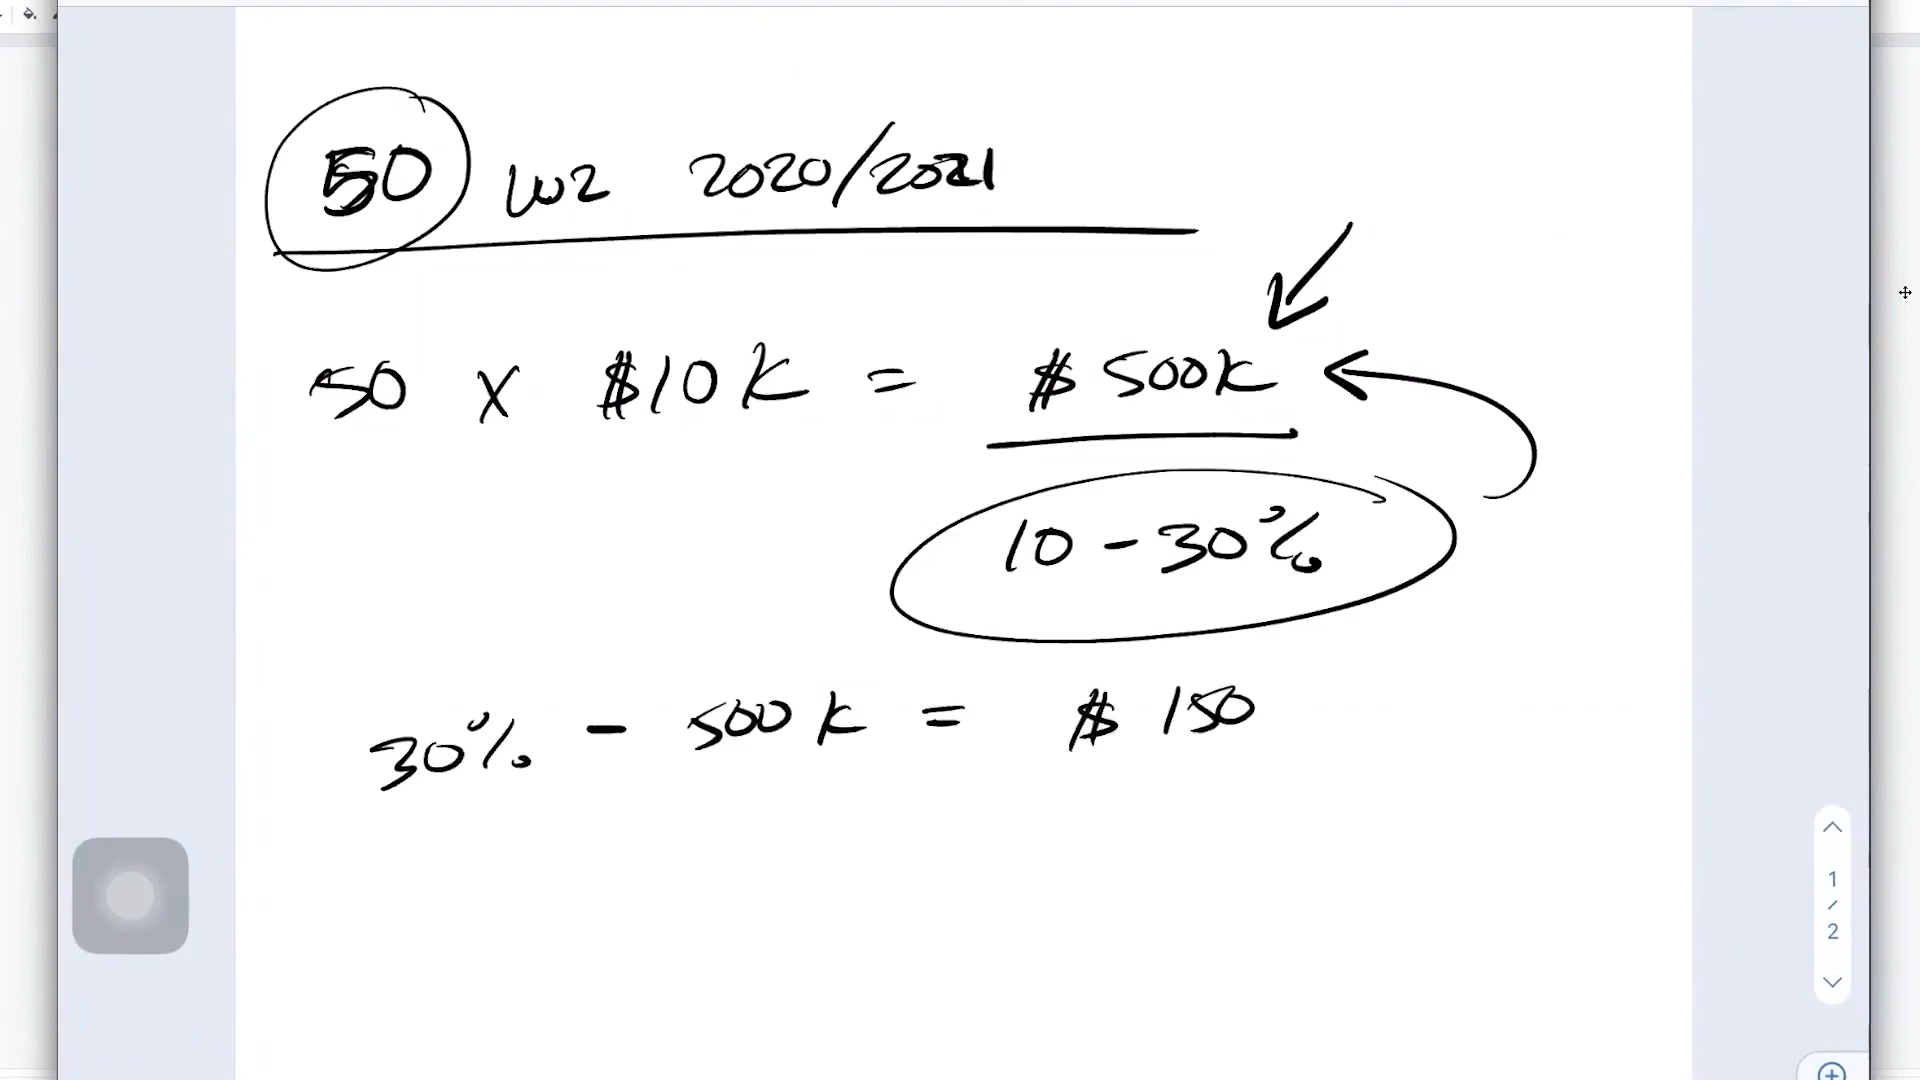 50 W2 2020/2021
50 x $10K = $500K
10 - 30%
30% - 500K = $150
1
/
2